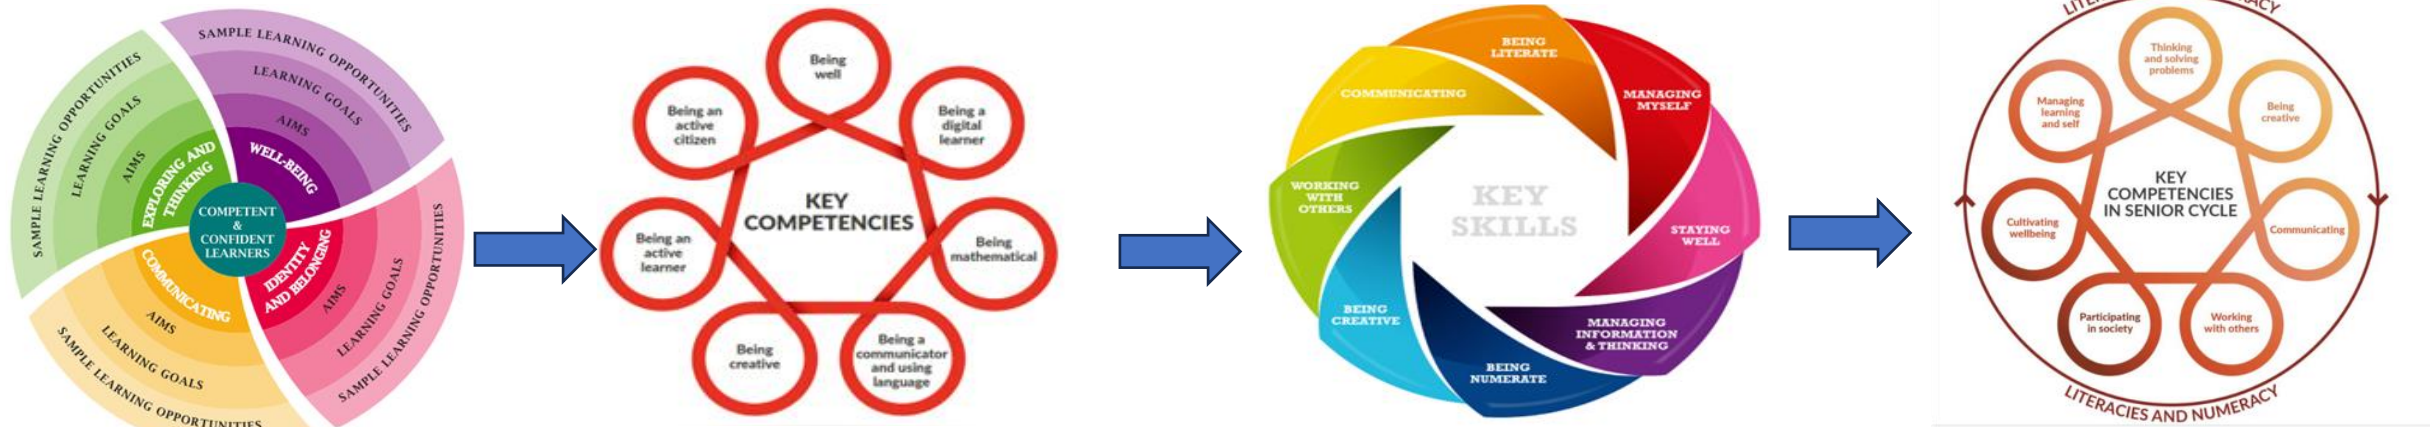 SAMPLE LEARNING OPPORTUNITIES
LEARNING GOALS
AIMS
EXPLORING AND
THINKING
SAMPLE LEARNING OPPORTUNITIES
LEARNING GOALS
AIMS
WELL-BEING
COMPETENT
&
CONFIDENT
LEARNERS
COMMUNICATING
AIMS
LEARNING GOALS
SAMPLE LEARNING OPPORTUNITIES
IDENTITY
AND BELONGING
AIMS
LEARNING GOALS
SAMPLE LEARNING OPPORTUNITIES
Being
well
Being an
active
citizen
Being a
digital
learner
KEY
COMPETENCIES
Being an
active
learner
Being
mathematical
Being
creative
Being a
communicator
and using
language
BEING
LITERATE
MANAGING
MYSELF
COMMUNICATING
WORKING
WITH
OTHERS
KEY
SKILLS
STAYING
WELL
BEING
CREATIVE
MANAGING
INFORMATION
& THINKING
BEING
NUMERATE
Thinking
and solving
problems
Managing
learning
and self
Being
creative
KEY
COMPETENCIES
IN SENIOR CYCLE
Cultivating
wellbeing
Communicating
Participating
in society
Working
with others
LITERACIES AND NUMERACY